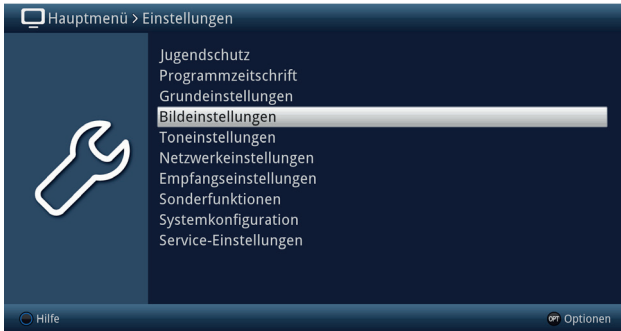 Hauptmenü > Einstellungen
Jugendschutz
Programmzeitschrift
Grundeinstellungen
Bildeinstellungen
Toneinstellungen
Netzwerkeinstellungen
Empfangseinstellungen
Sonderfunktionen
Systemkonfiguration
Service-Einstellungen
Hilfe
OPT Optionen